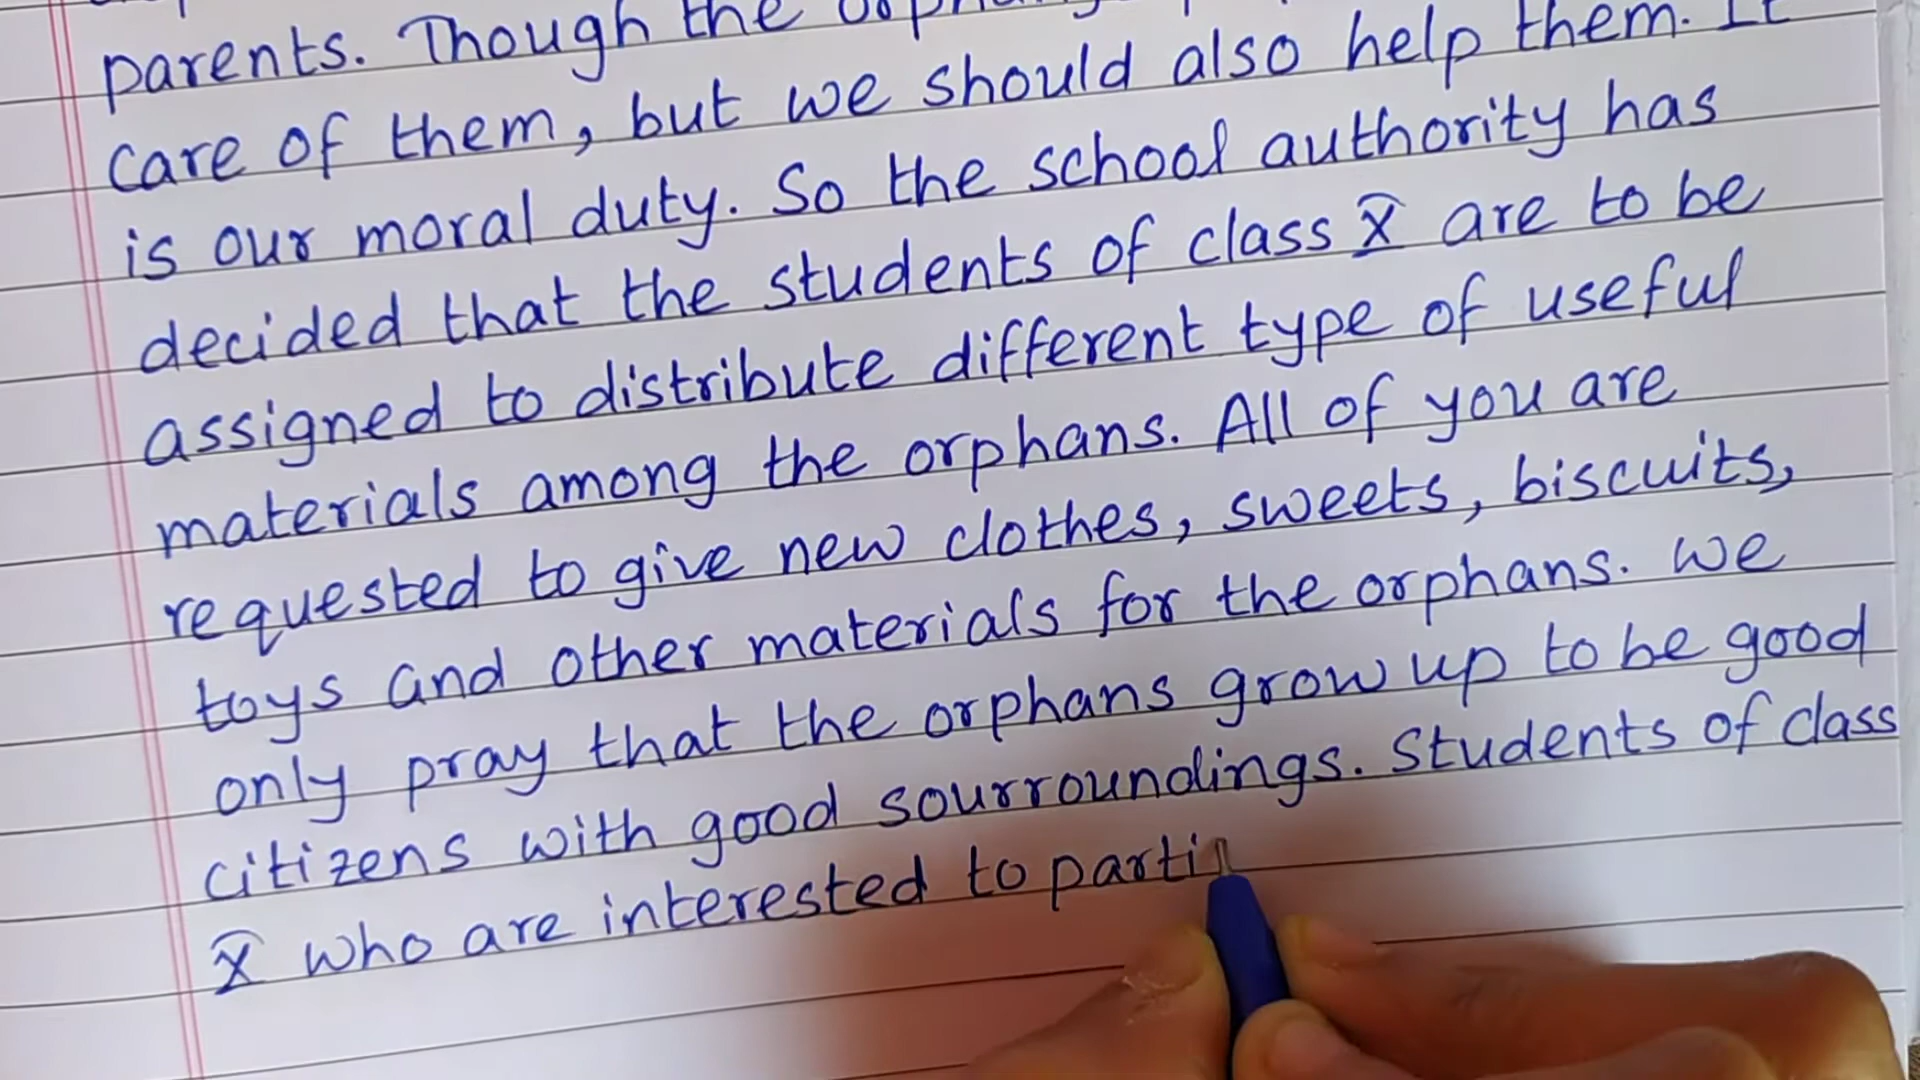 parents. Though the
care of them, but we should also help them. It
is our moral duty. So the school authority has
decided that the students of class X are to be
assigned to distribute different type of useful
materials among the orphans. All of you are
requested to give new clothes, sweets, biscuits,
toys and other materials for the orphans. We
only pray that the orphans grow up to be good
citizens with good sourroundings. Students of class
X who are interested to parti